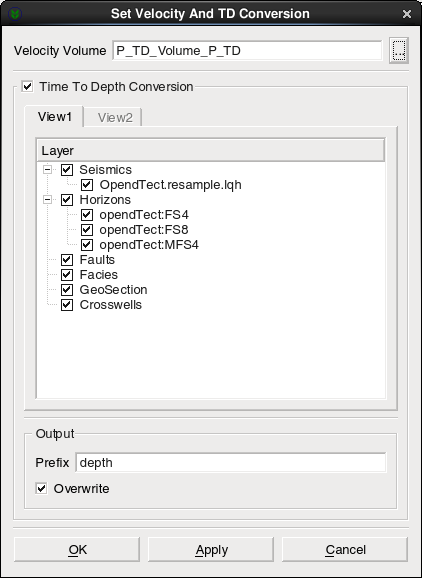 Set Velocity And TD Conversion
Velocity Volume P_TD_Volume_P_TD ...
Time To Depth Conversion
View1 View2
Layer
Seismics
OpendTect.resample.lqh
Horizons
opendTect:FS4
opendTect:FS8
opendTect:MFS4
Faults
Facies
GeoSection
Crosswells
Output
Prefix depth
Overwrite
OK Apply Cancel